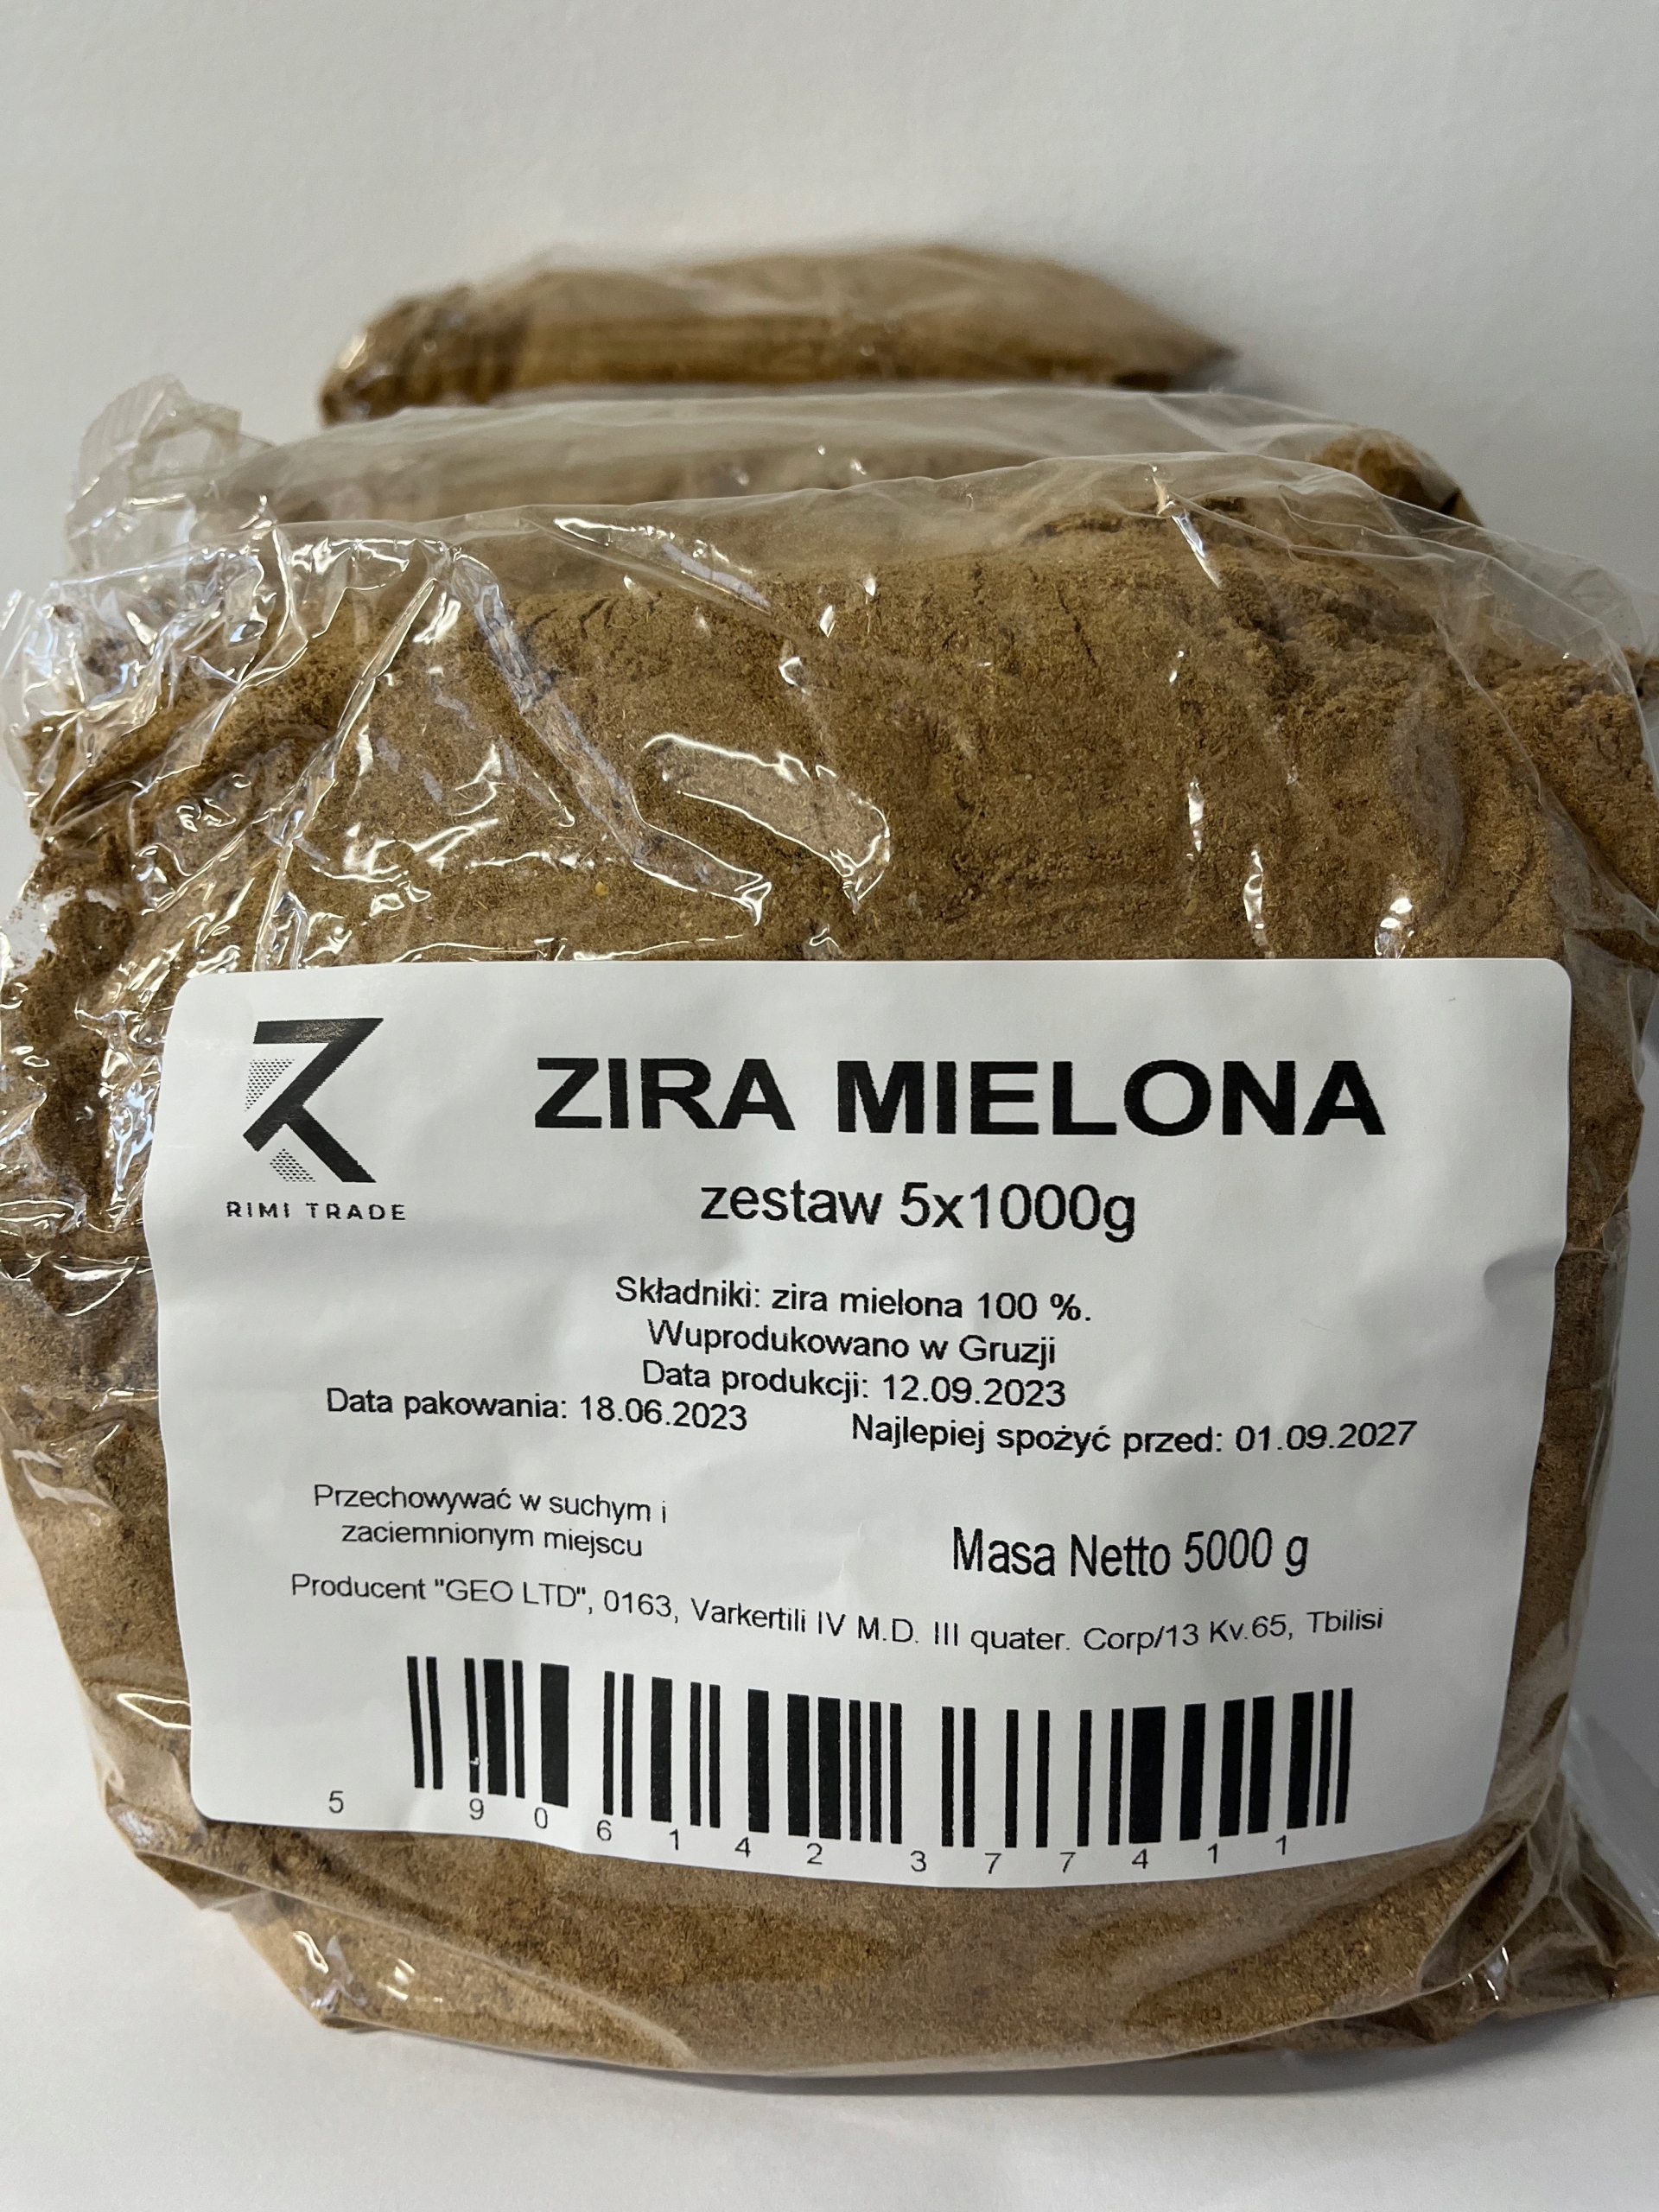 RIMI TRADE
ZIRA MIELONA
zestaw 5x1000g
Składniki: zira mielona 100 %.
Wuprodukowano w Gruzji
Data produkcji: 12.09.2023
Data pakowania: 18.06.2023
Najlepiej spożyć przed: 01.09.2027
Przechowywać w suchym i
zaciemnionym miejscu
Masa Netto 5000 g
Producent "GEO LTD", 0163, Varkertili IV M.D. III quater. Corp/13 Kv.65, Tbilisi
5 906142 377411